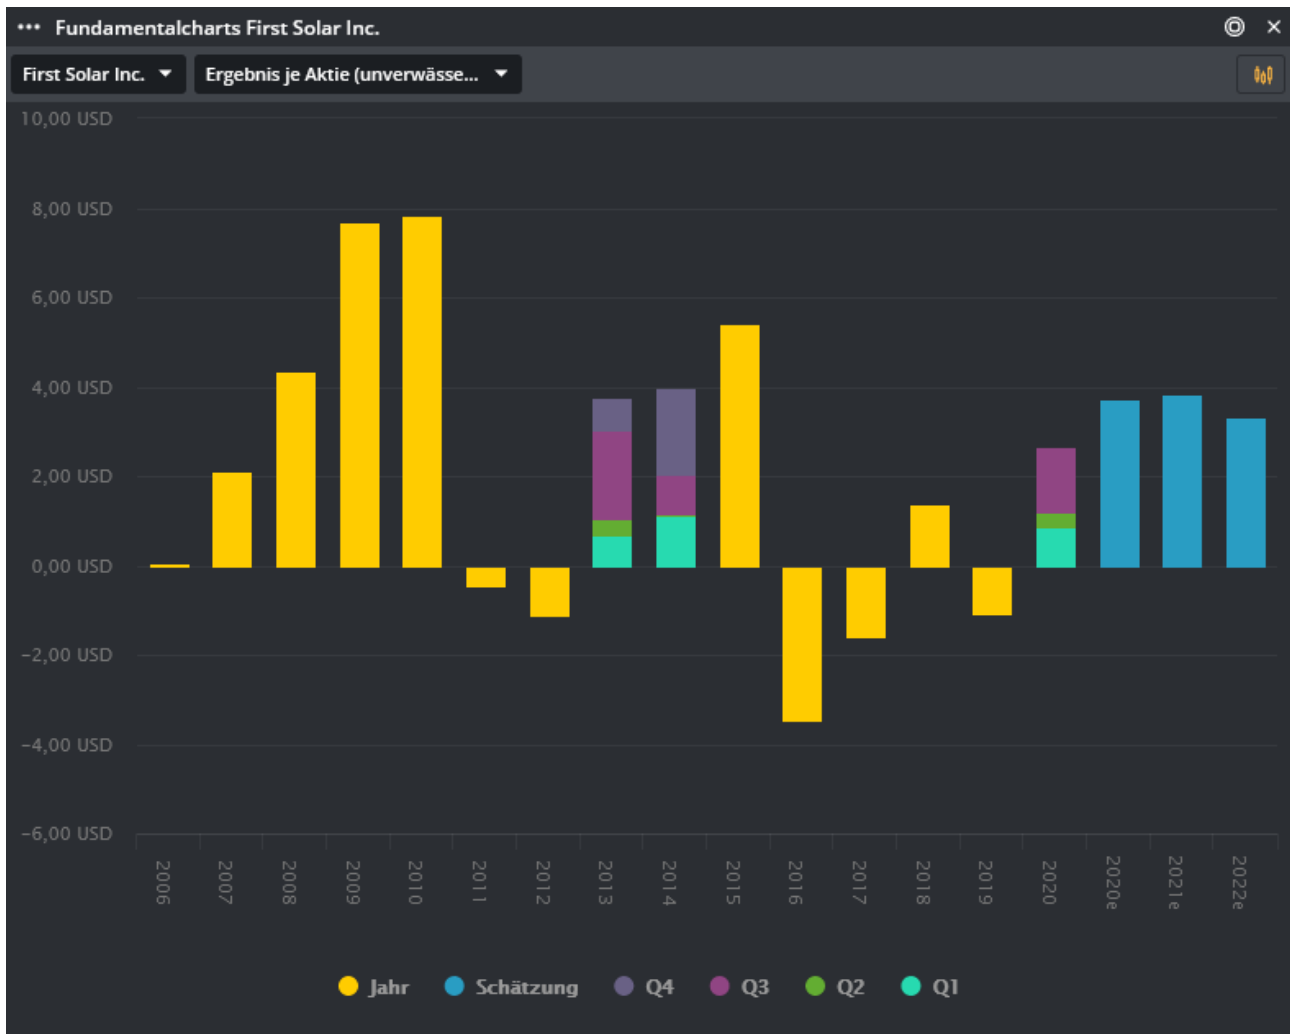 Fundamentalcharts First Solar Inc.
First Solar Inc. Ergebnis je Aktie (unverwässe...
10,00 USD
8,00 USD
6,00 USD
4,00 USD
2,00 USD
0,00 USD
−2,00 USD
−4,00 USD
−6,00 USD
2006 2007 2008 2009 2010 2011 2012 2013 2014 2015 2016 2017 2018 2019 2020 2020e 2021e 2022e
Jahr Schätzung Q4 Q3 Q2 Q1